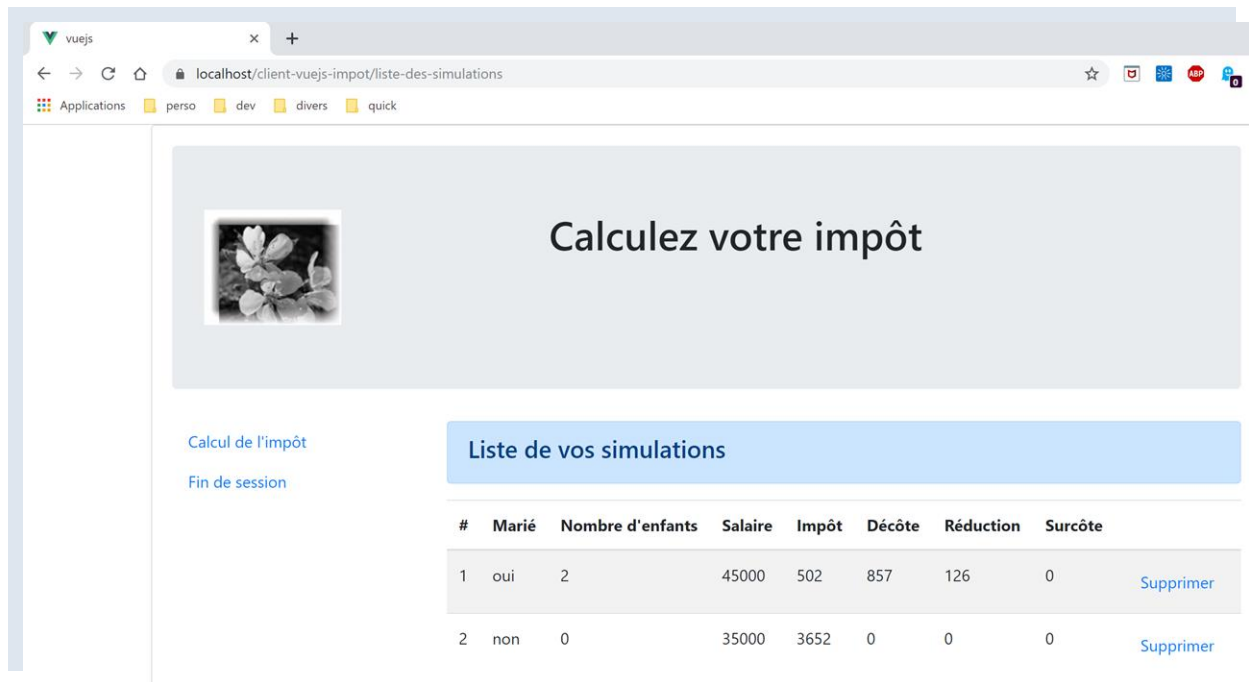 vuejs
localhost/client-vuejs-impot/liste-des-simulations
ABP
0
Applications perso dev divers quick
Calculez votre impôt
Calcul de l'impôt
Fin de session
Liste de vos simulations
# Marié Nombre d'enfants Salaire Impôt Décôte Réduction Surcôte
1 oui 2 45000 502 857 126 0 Supprimer
2 non 0 35000 3652 0 0 0 Supprimer